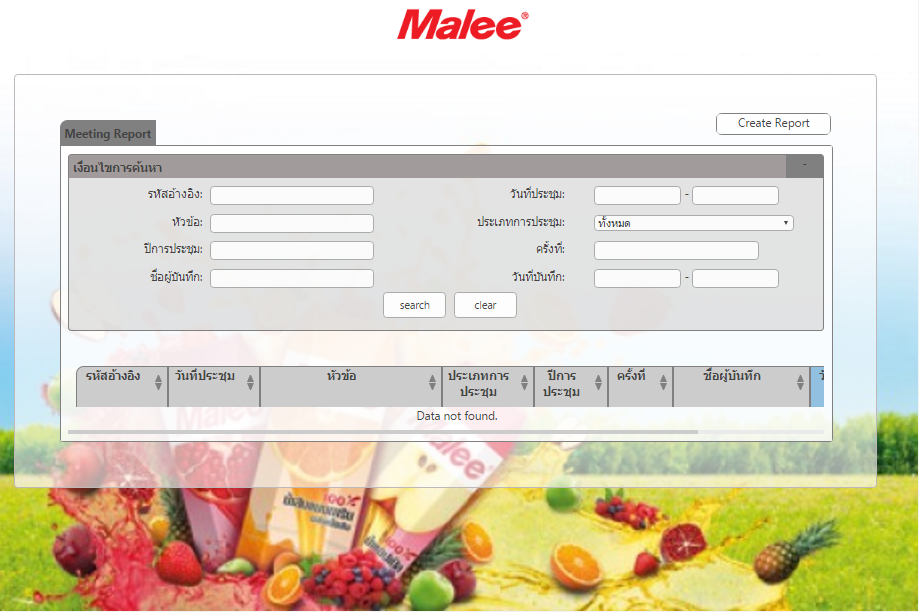 Malee®
Create Report
Meeting Report
เงื่อนไขการค้นหา -
รหัสอ้างอิง: วันที่ประชุม: -
หัวข้อ: ประเภทการประชุม: ทั้งหมด
ปีการประชุม: ครั้งที่:
ชื่อผู้บันทึก: วันที่บันทึก: -
search clear
รหัสอ้างอิง วันที่ประชุม หัวข้อ ประเภทการ ปีการ ครั้งที่ ชื่อผู้บันทึก
ประชุม ประชุม
Data not found.
Malee
Malee
100%
100%